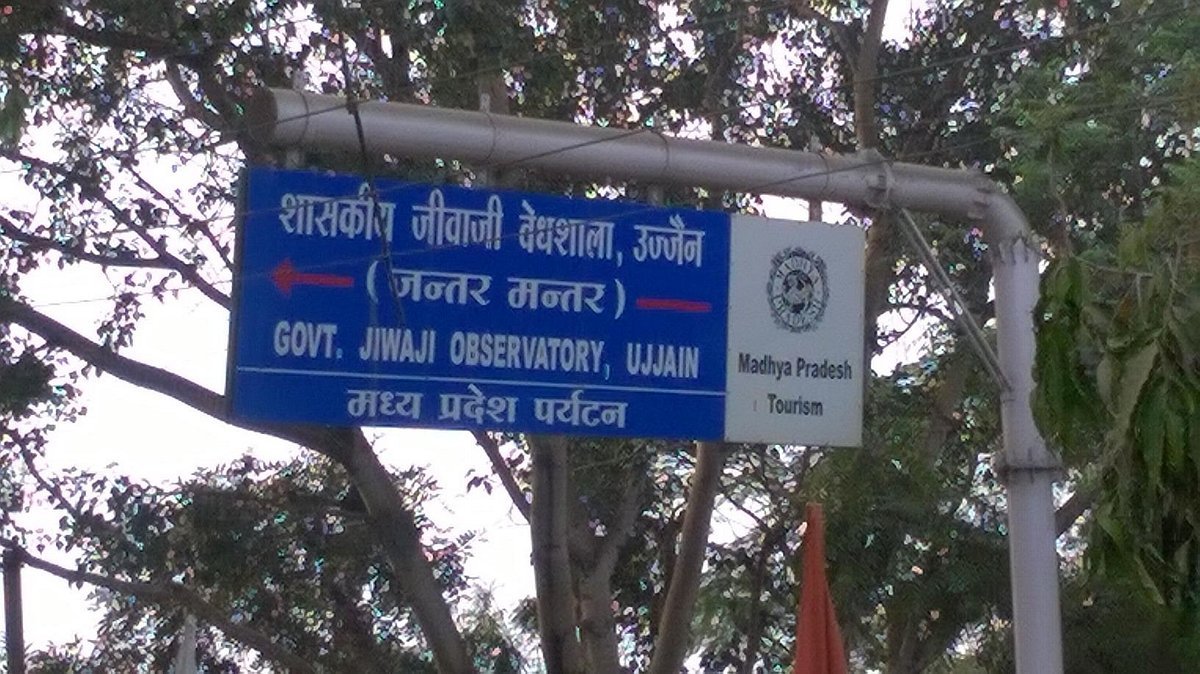 शासकीय जीवाजी वेधशाला, उज्जैन
(जन्तर मन्तर)
GOVT. JIWAJI OBSERVATORY, UJJAIN
मध्य प्रदेश पर्यटन
Madhya Pradesh
Tourism